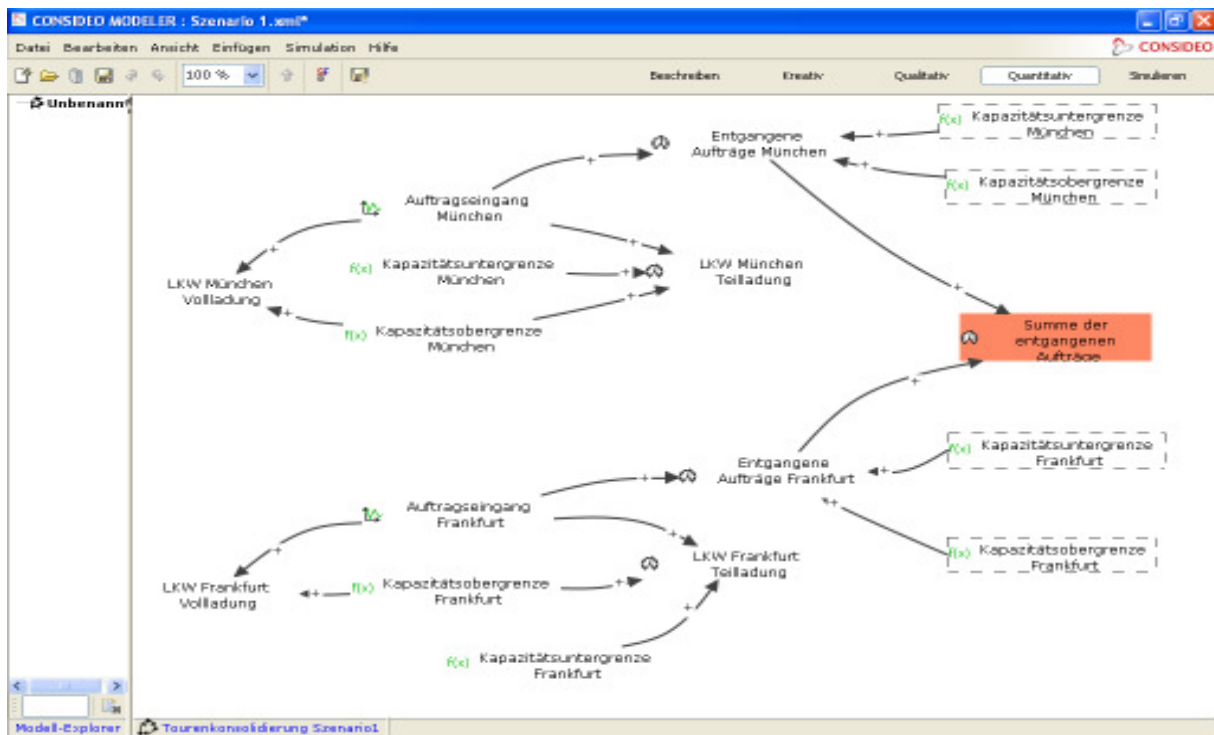 CONSIDEO MODELER : Szenario 1.xml*
Datei Bearbeiten Ansicht Einfügen Simulation Hilfe
CONSIDEO
100 %
Beschreiben Kreativ Qualitativ Quantitativ Simulieren
Unbenannt
f(x) Kapazitätsuntergrenze
München
Entgangene
Aufträge München
+
+
f(x) Kapazitätsobergrenze
München
+
Auftragseingang
München
+
+
f(x) Kapazitätsuntergrenze
München
+
LKW München
Teilladung
LKW München
Vollladung
+
+
+
f(x) Kapazitätsobergrenze
München
Summe der
entgangenen
Aufträge
+
f(x) Kapazitätsuntergrenze
Frankfurt
Entgangene
Aufträge Frankfurt
+
+
+
Auftragseingang
Frankfurt
+
+
f(x) Kapazitätsobergrenze
Frankfurt
LKW Frankfurt
Teilladung
LKW Frankfurt
Vollladung
+
f(x) Kapazitätsobergrenze
Frankfurt
+
+
f(x) Kapazitätsuntergrenze
Frankfurt
Modell-Explorer
Tourenkonsolidierung Szenario1